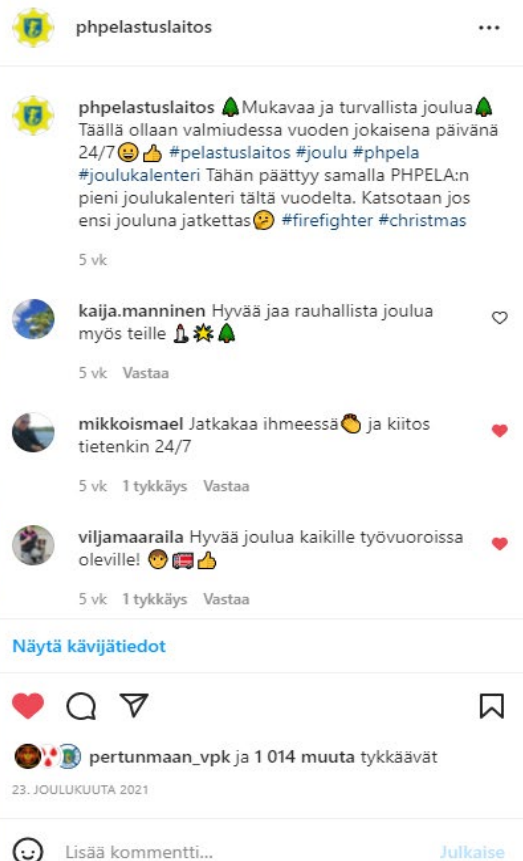 phpelastuslaitos
phpelastuslaitos 🌲Mukavaa ja turvallista joulua🌲
Täällä ollaan valmiudessa vuoden jokaisena päivänä
24/7😀👍 #pelastuslaitos #joulu #phpela
#joulukalenteri Tähän päättyy samalla PHPELA:n
pieni joulukalenteri tältä vuodelta. Katsotaan jos
ensi jouluna jatkettas🤔 #firefighter #christmas
5 vk
kaija.manninen Hyvää jaa rauhallista joulua
myös teille 🕯🌟🌲
5 vk Vastaa
mikkoismael Jatkakaa ihmeessä👏 ja kiitos
tietenkin 24/7
5 vk 1 tykkäys Vastaa
viljamaaraila Hyvää joulua kaikille työvuoroissa
oleville! 🧑🚒👍
5 vk 1 tykkäys Vastaa
Näytä kävijätiedot
pertunmaan_vpk ja 1 014 muuta tykkäävät
23. JOULUKUUTA 2021
Lisää kommentti... Julkaise